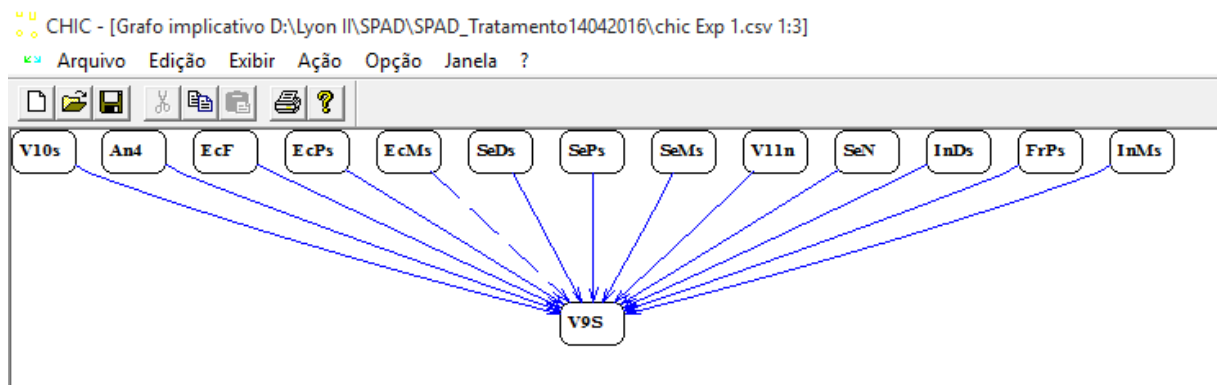 CHIC - [Grafo implicativo D:\Lyon II\SPAD\SPAD_Tratamento14042016\chic Exp 1.csv 1:3]
Arquivo Edição Exibir Ação Opção Janela ?
V10s An4 EcF EcPs EcMs SeDs SePs SeMs V11n SeN InDs FrPs InMs
V9S